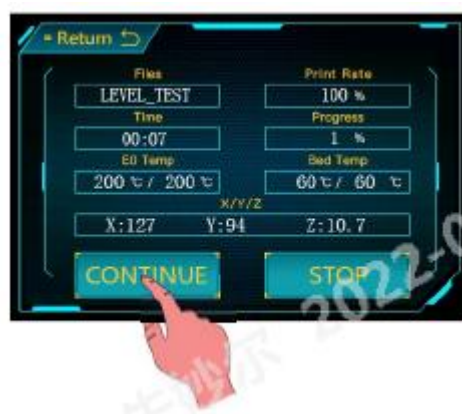 Return
Files Print Rate
LEVEL_TEST 100 %
Time Progress
00:07 1 %
E0 Temp Bed Temp
200 ℃/ 200 ℃ 60 ℃/ 60 ℃
X/Y/Z
X:127 Y:94 Z:10.7
CONTINUE STOP
2022-0